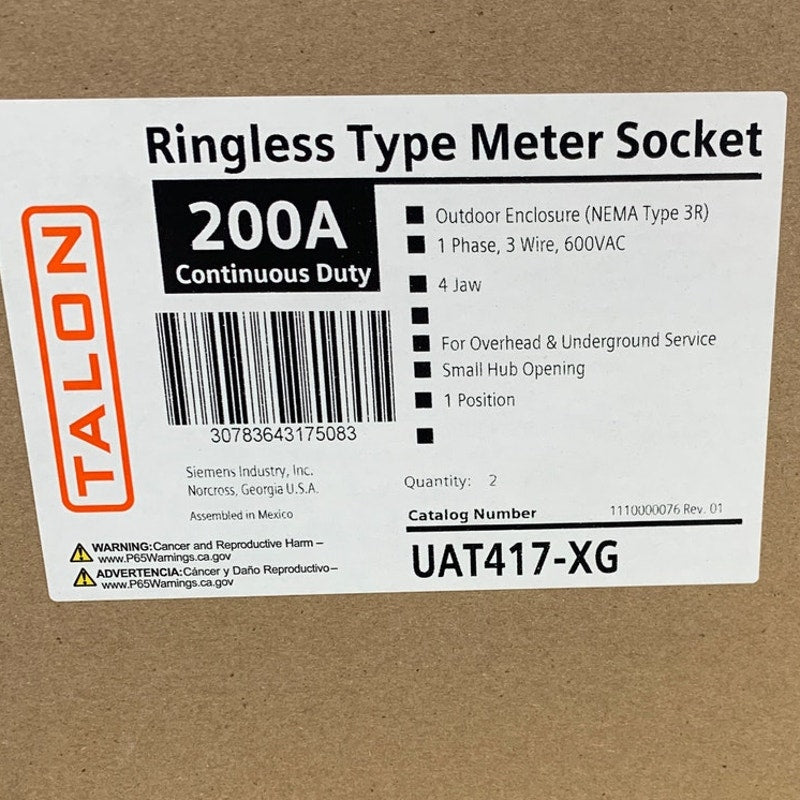 Ringless Type Meter Socket
TALON
200A
Continuous Duty
Outdoor Enclosure (NEMA Type 3R)
1 Phase, 3 Wire, 600VAC
4 Jaw
For Overhead & Underground Service
Small Hub Opening
1 Position
30783643175083
Siemens Industry, Inc.
Norcross, Georgia U.S.A.
Assembled in Mexico
WARNING:Cancer and Reproductive Harm –
www.P65Warnings.ca.gov
ADVERTENCIA:Cáncer y Daño Reproductivo–
www.P65Warnings.ca.gov
Quantity: 2
Catalog Number 1110000076 Rev. 01
UAT417-XG